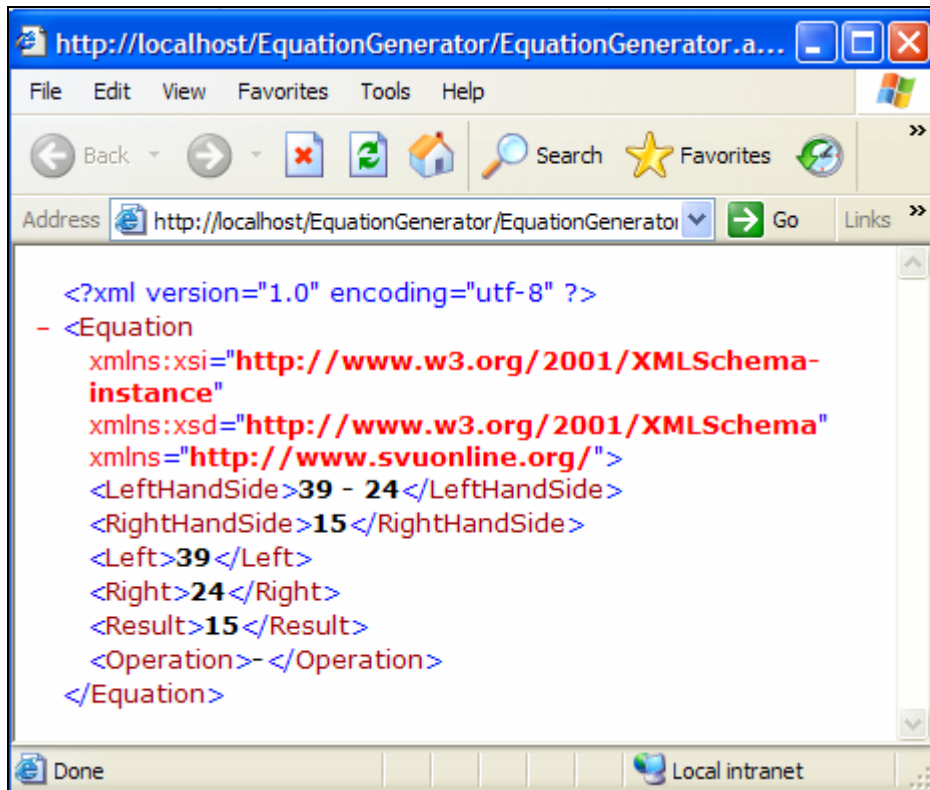 http://localhost/EquationGenerator/EquationGenerator.a...
File Edit View Favorites Tools Help
Back Search Favorites »
Address http://localhost/EquationGenerator/EquationGenerator Go Links »
<?xml version="1.0" encoding="utf-8" ?>
- <Equation
xmlns:xsi="http://www.w3.org/2001/XMLSchema-
instance"
xmlns:xsd="http://www.w3.org/2001/XMLSchema"
xmlns="http://www.svuonline.org/">
<LeftHandSide>39 - 24</LeftHandSide>
<RightHandSide>15</RightHandSide>
<Left>39</Left>
<Right>24</Right>
<Result>15</Result>
<Operation>-</Operation>
</Equation>
Done Local intranet